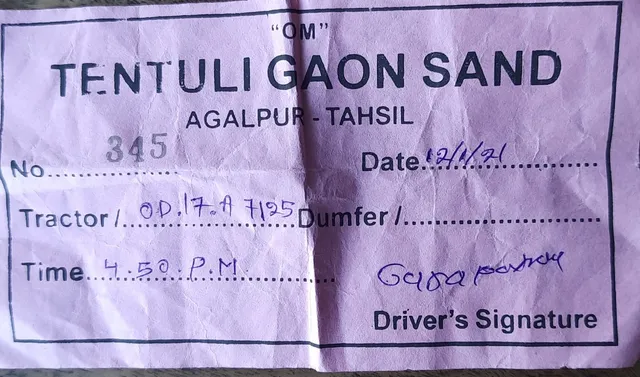 "OM"
TENTULI GAON SAND
AGALPUR - TAHSIL
No.............. 345 Date 12/1/21
Tractor/.. OD.17.A 7125 Dumfer/..............................
Time.. 4.50.P.M
Driver's Signature